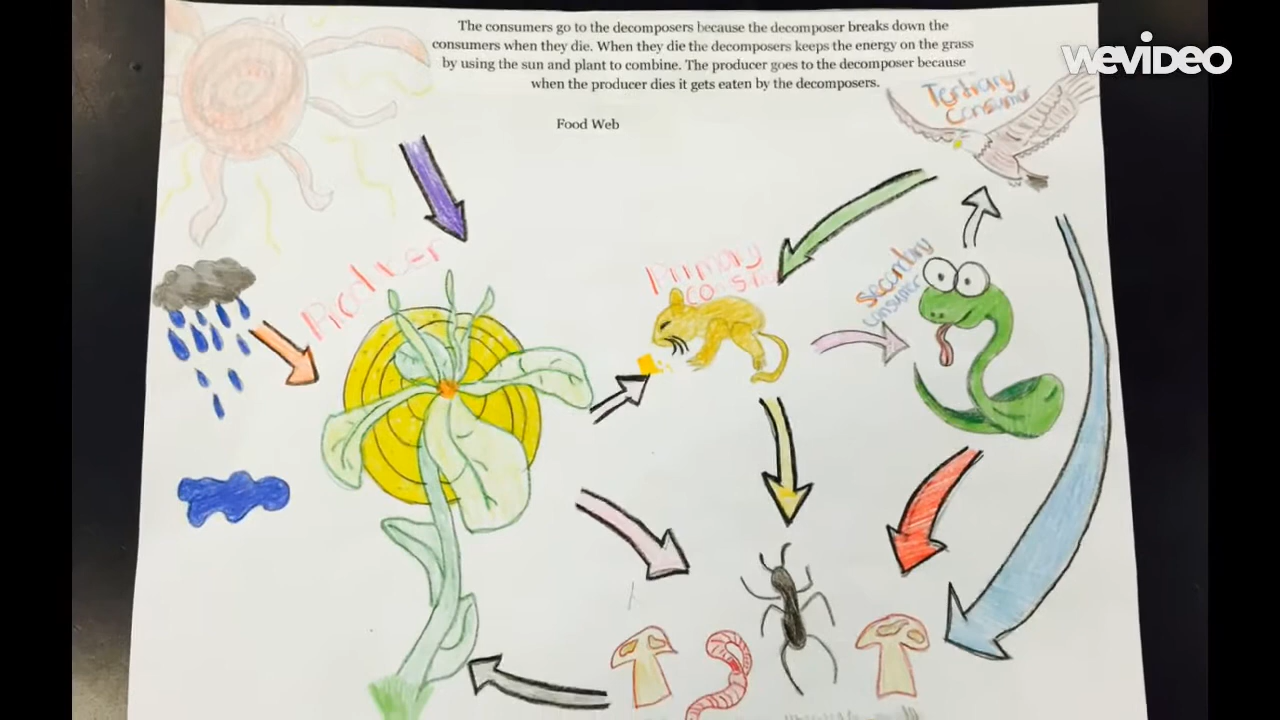 The consumers go to the decomposers because the decomposer breaks down the
consumers when they die. When they die the decomposers keeps the energy on the grass
by using the sun and plant to combine. The producer goes to the decomposer because
when the producer dies it gets eaten by the decomposers.
Food Web
WEVIDEO
Tertiary
Consumer
Producer
Primary
secondary
consumer